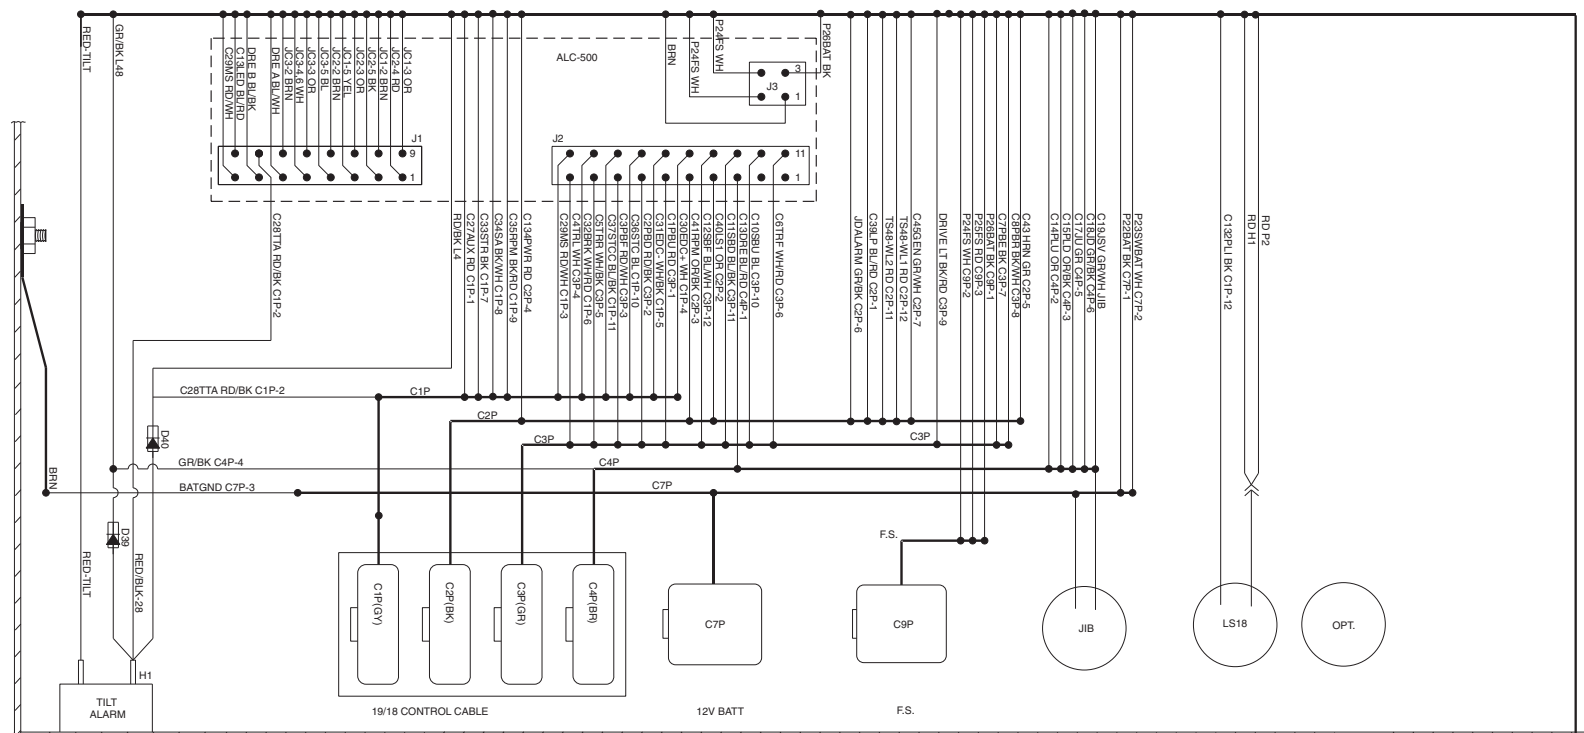 RED-TILT
GR/BK L48
C29MS RD/WH
C13LED BL/RD
DRE B BL/BK
DRE A BL/WH
JC3-2 BRN
JC3-4,6 WH
JC3-3 OR
JC3-5 BL
JC2-2 BRN
JC1-5 YEL
JC2-3 OR
JC2-5 BK
JC1-2 BRN
JC2-4 RD
JC1-3 OR
ALC-500
BRN
P24FS WH
P24FS WH
P26BAT BK
3
J3
1
J1
9
1
J2
11
1
C28TTA RD/BK C1P-2
RD/BK L4
C27AUX RD C1P-1
C33STR BK C1P-7
C34SA BK/WH C1P-8
C35RPM BK/RD C1P-9
C134PWR RD C2P-4
C29MS RD/WH C1P-3
C4TRL WH C3P-4
C32BRK WH/RD C1P-6
C5TRR WH/BK C3P-5
C37STCC BL/BK C1P-11
C3PBF RD/WH C3P-3
C36STC BL C1P-10
C2PBD RD/BK C3P-2
C31EDC- WH/BK C1P-5
C1PBU RD C3P-1
C30EDC+ WH C1P-4
C41RPM OR/BK C2P-3
C12SBF BL/WH C3P-12
C40LS1 OR C2P-2
C11SBD BL/BK C3P-11
C13DRE BL/RD C4P-1
C10SBU BL C3P-10
C6TRF WH/RD C3P-6
JDALARM GR/BK C2P-6
C39LP BL/RD C2P-1
TS48-WL2 RD C2P-11
TS48-WL1 RD C2P-12
C45GEN GR/WH C2P-7
DRIVE LT BK/RD C3P-9
P24FS WH C9P-2
P25FS RD C9P-3
P26BAT BK C9P-1
C7PBE BK C3P-7
C8PBR BK/WH C3P-8
C43 HRN GR C2P-5
C14PLU OR C4P-2
C15PLD OR/BK C4P-3
C17JU GR C4P-5
C18JD GR/BK C4P-6
C19JSV GR/WH JIB
P22BAT BK C7P-1
P23SWBAT WH C7P-2
C132PLI BK C1P-12
RD H1
RD P2
C28TTA RD/BK C1P-2
C1P
C2P
C3P
C3P
D40
GR/BK C4P-4
C4P
BRN
BATGND C7P-3
C7P
D39
F.S.
RED-TILT
RED/BLK-28
C1P(GY)
C2P(BK)
C3P(GR)
C4P(BR)
C7P
C9P
JIB
LS18
OPT.
H1
TILT
ALARM
19/18 CONTROL CABLE
12V BATT
F.S.